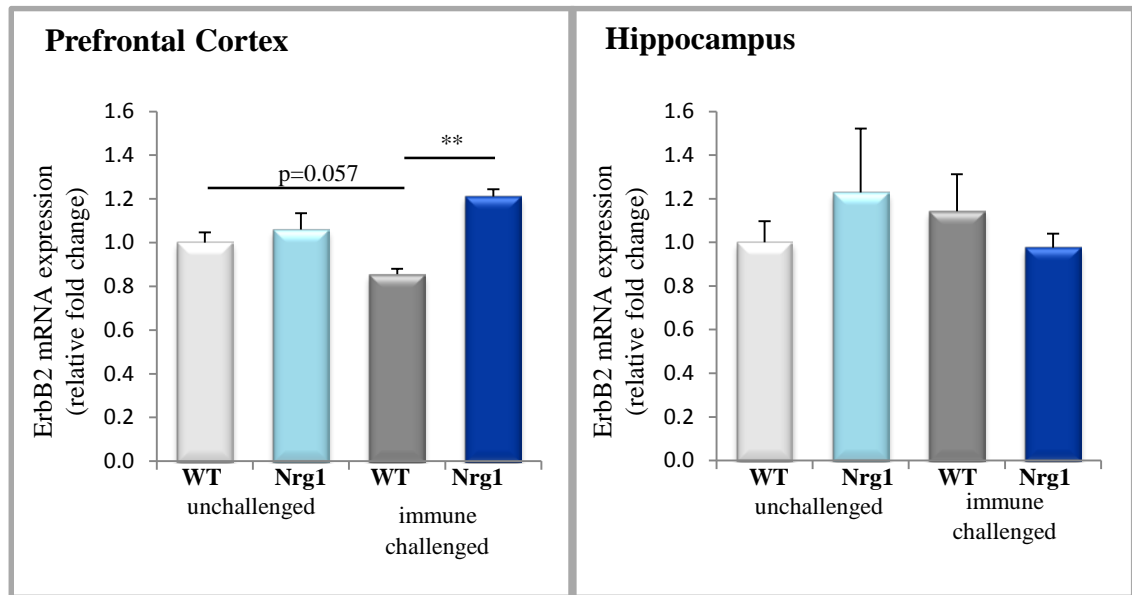 Prefrontal Cortex
ErbB2 mRNA expression
(relative fold change)
1.6
1.4
1.2
1.0
0.8
0.6
0.4
0.2
0.0
p=0.057
**
WT
Nrg1
WT
Nrg1
unchallenged
immune
challenged
Hippocampus
ErbB2 mRNA expression
(relative fold change)
1.6
1.4
1.2
1.0
0.8
0.6
0.4
0.2
0.0
WT
Nrg1
WT
Nrg1
unchallenged
immune
challenged